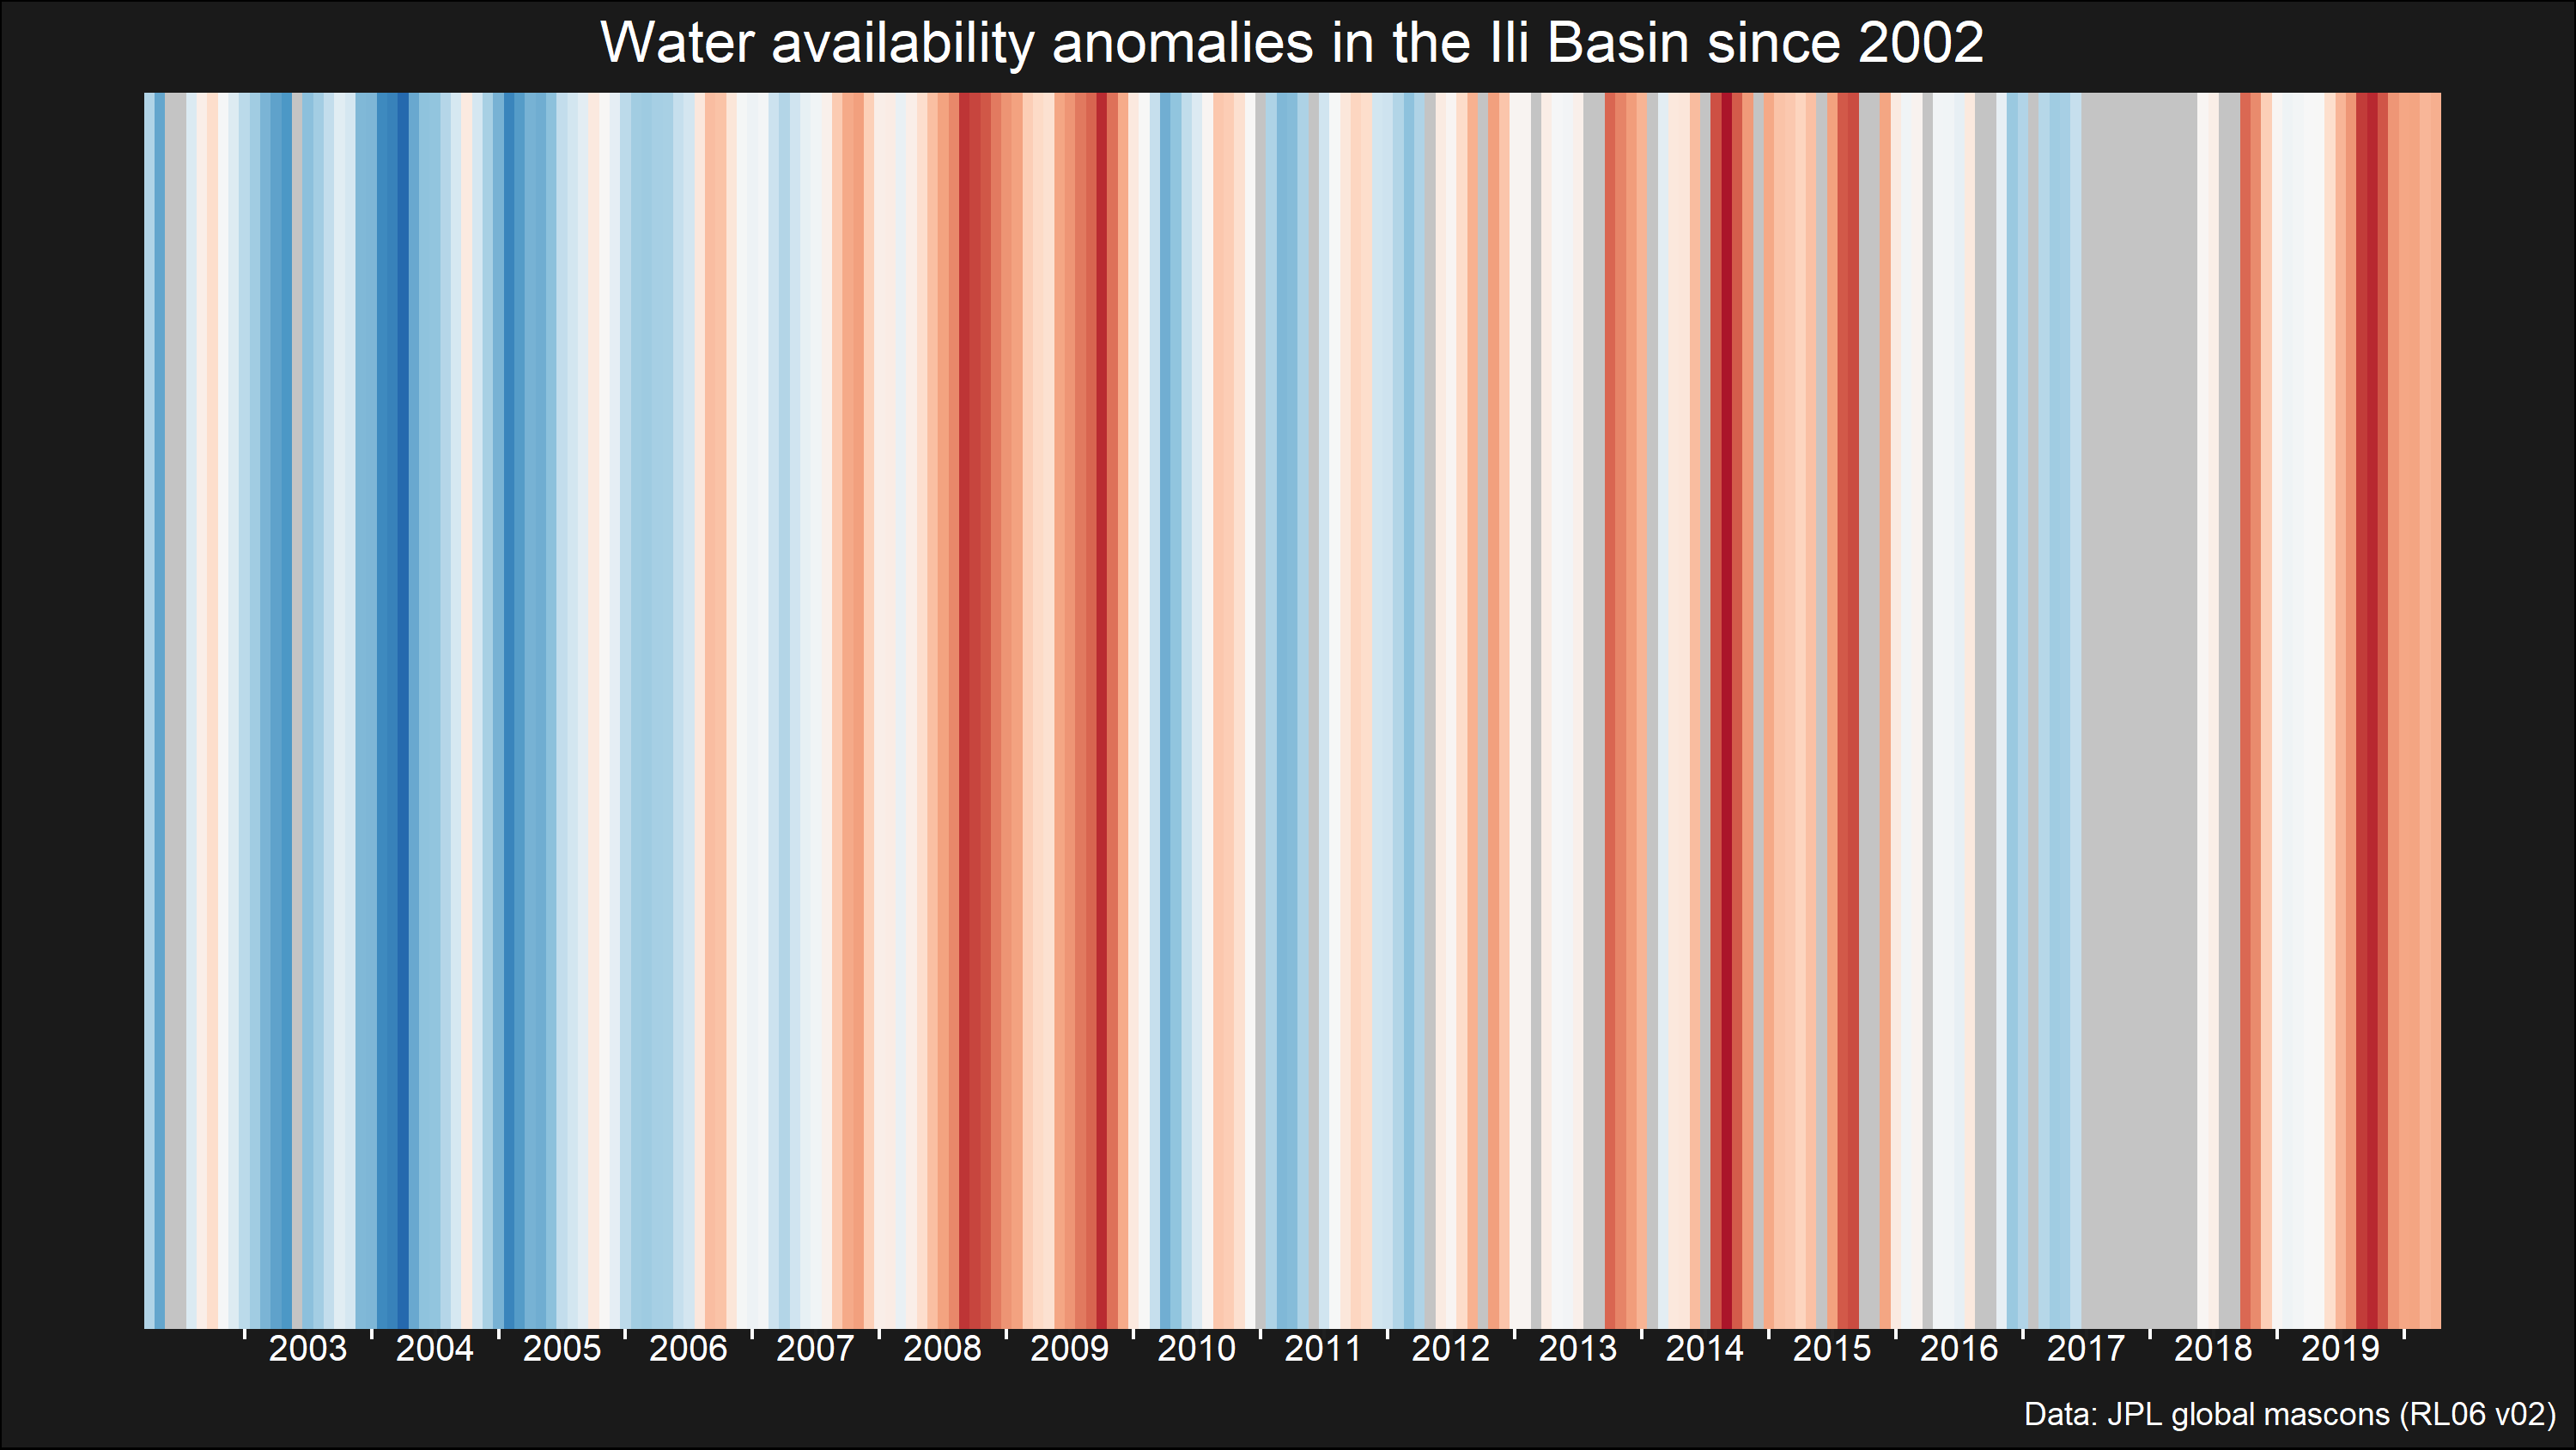 Water availability anomalies in the Ili Basin since 2002
2003 2004 2005 2006 2007 2008 2009 2010 2011 2012 2013 2014 2015 2016 2017 2018 2019
Data: JPL global mascons (RL06 v02)